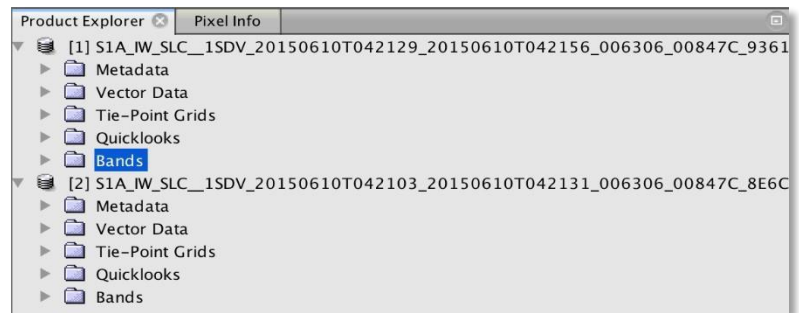 Product Explorer Pixel Info
[1] S1A_IW_SLC__1SDV_20150610T042129_20150610T042156_006306_00847C_9361
Metadata
Vector Data
Tie-Point Grids
Quicklooks
Bands
[2] S1A_IW_SLC__1SDV_20150610T042103_20150610T042131_006306_00847C_8E6C
Metadata
Vector Data
Tie-Point Grids
Quicklooks
Bands